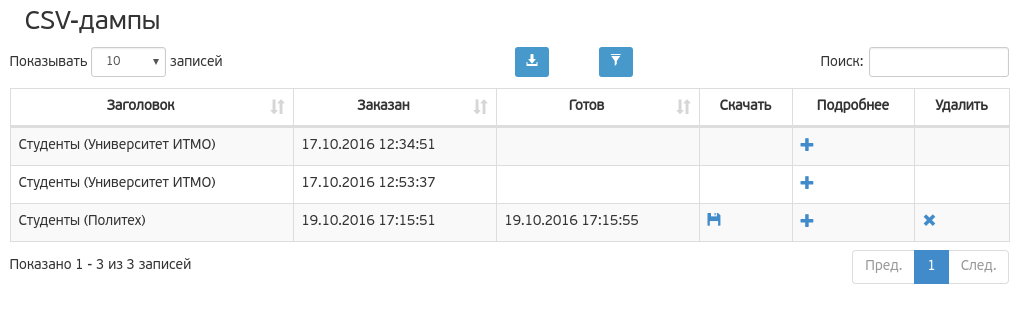 CSV-дампы
Показывать 10 записей Поиск:
Заголовок Заказан Готов Скачать Подробнее Удалить
Студенты (Университет ИТМО) 17.10.2016 12:34:51
Студенты (Университет ИТМО) 17.10.2016 12:53:37
Студенты (Политех) 19.10.2016 17:15:51 19.10.2016 17:15:55
Показано 1 - 3 из 3 записей Пред. 1 След.